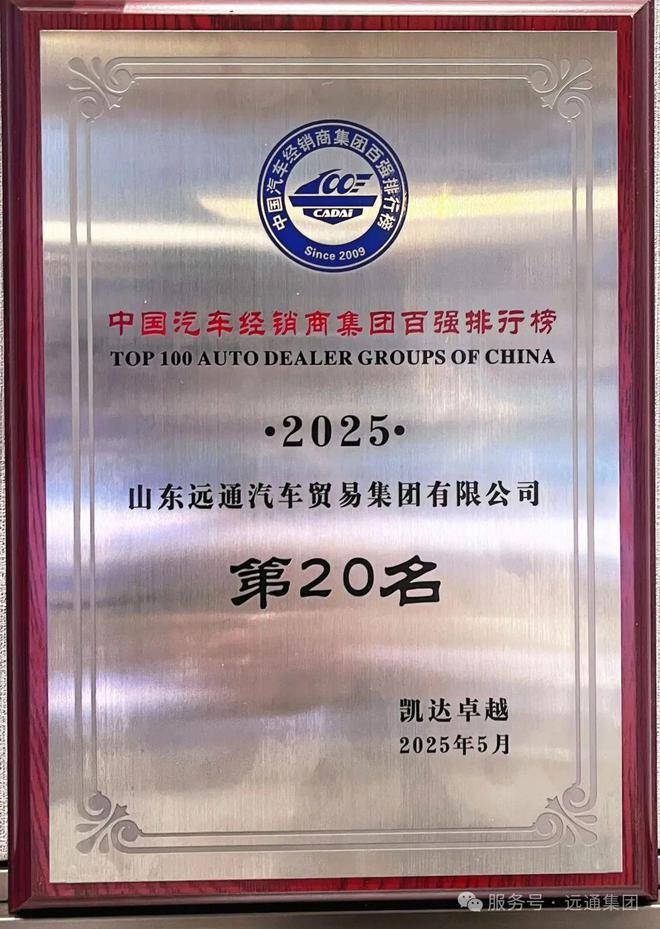 中国汽车经销商集团百强排行榜
100
CADAI
Since 2009
中国汽车经销商集团百强排行榜
TOP 100 AUTO DEALER GROUPS OF CHINA
·2025·
山东远通汽车贸易集团有限公司
第20名
凯达卓越
2025年5月
服务号·远通集团